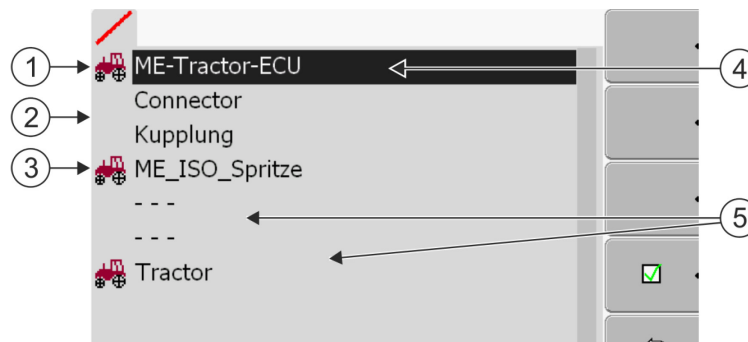 1
ME-Tractor-ECU
4
2
Connector
Kupplung
3
ME_ISO_Spritze
- - -
- - -
5
Tractor